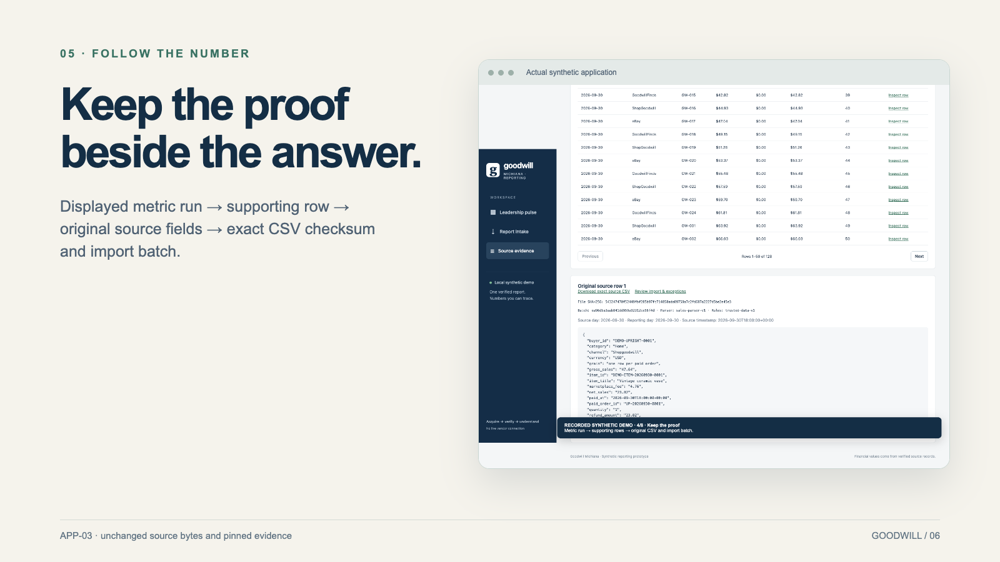 05 · FOLLOW THE NUMBER
Keep the proof
beside the answer.
Displayed metric run → supporting row →
original source fields → exact CSV checksum
and import batch.
Actual synthetic application
2026-09-30 GoodwillFinds GW-015 $42.82 $0.00 $42.82 39 Inspect row
2026-09-30 ShopGoodwill GW-016 $44.93 $0.00 $44.93 40 Inspect row
2026-09-30 eBay GW-017 $47.04 $0.00 $47.04 41 Inspect row
2026-09-30 GoodwillFinds GW-018 $49.15 $0.00 $49.15 42 Inspect row
2026-09-30 ShopGoodwill GW-019 $51.26 $0.00 $51.26 43 Inspect row
2026-09-30 eBay GW-020 $53.37 $0.00 $53.37 44 Inspect row
2026-09-30 GoodwillFinds GW-021 $55.48 $0.00 $55.48 45 Inspect row
2026-09-30 ShopGoodwill GW-022 $57.59 $0.00 $57.59 46 Inspect row
2026-09-30 eBay GW-023 $59.70 $0.00 $59.70 47 Inspect row
2026-09-30 GoodwillFinds GW-024 $61.81 $0.00 $61.81 48 Inspect row
2026-09-30 ShopGoodwill GW-001 $63.92 $0.00 $63.92 49 Inspect row
2026-09-30 eBay GW-002 $66.03 $0.00 $66.03 50 Inspect row
Previous Rows 1–50 of 128 Next
g goodwill
MICHIANA ·
REPORTING
WORKSPACE
Leadership pulse
Report intake
Source evidence
Local synthetic demo
One verified report.
Numbers you can trace.
Acquire → verify → understand
No live vendor connection
Original source row 1
Download exact source CSV Review import & exceptions
File SHA-256:
Batch: · Parser: sales-parser-v1 · Rules: trusted-data-v1
Source day: 2026-09-30 · Reporting day: 2026-09-30 · Source timestamp: 2026-09-30T18:00:00+00:00
{
"buyer_id": "DEMO-UPRIGHT-0001",
"category": "Home",
"channel": "Shopgoodwill",
"currency": "USD",
"grain": "one row per paid order",
"gross_sales": "47.64",
"item_id": "DEMO-ITEM-20260930-0001",
"item_title": "Vintage ceramic vase",
"marketplace_fee": "4.76",
"net_sales": "23.82",
"paid_at": "2026-09-30T18:00:00+00:00",
"paid_order_id": "UP-20260930-0001",
"quantity": "1",
"refund_amount": "23.82",
RECORDED SYNTHETIC DEMO · 4/8 · Keep the proof
Metric run → supporting rows → original CSV and import batch.
Goodwill Michiana · Synthetic reporting prototype
Financial values come from verified source records.
APP-03 · unchanged source bytes and pinned evidence
GOODWILL / 06